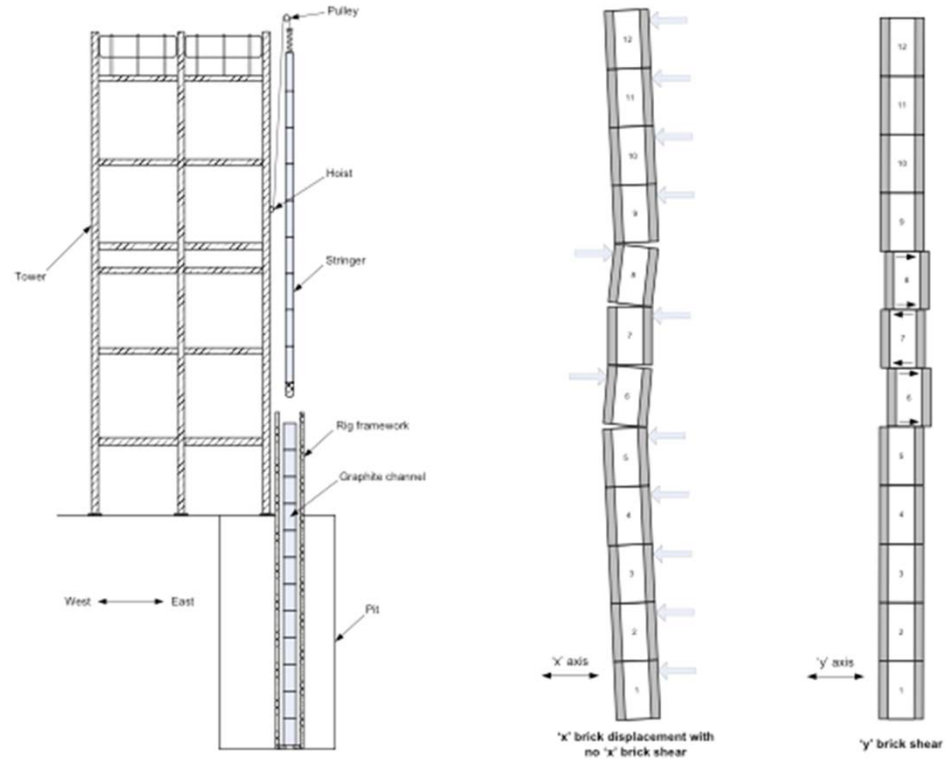 Pulley
Hoist
Tower
Stringer
Rig framework
Graphite channel
West
East
Pit
12
11
10
9
8
7
6
5
4
3
2
1
'x' axis
'x' brick displacement with
no 'x' brick shear
12
11
10
9
8
7
6
5
4
3
2
1
'y' axis
'y' brick shear